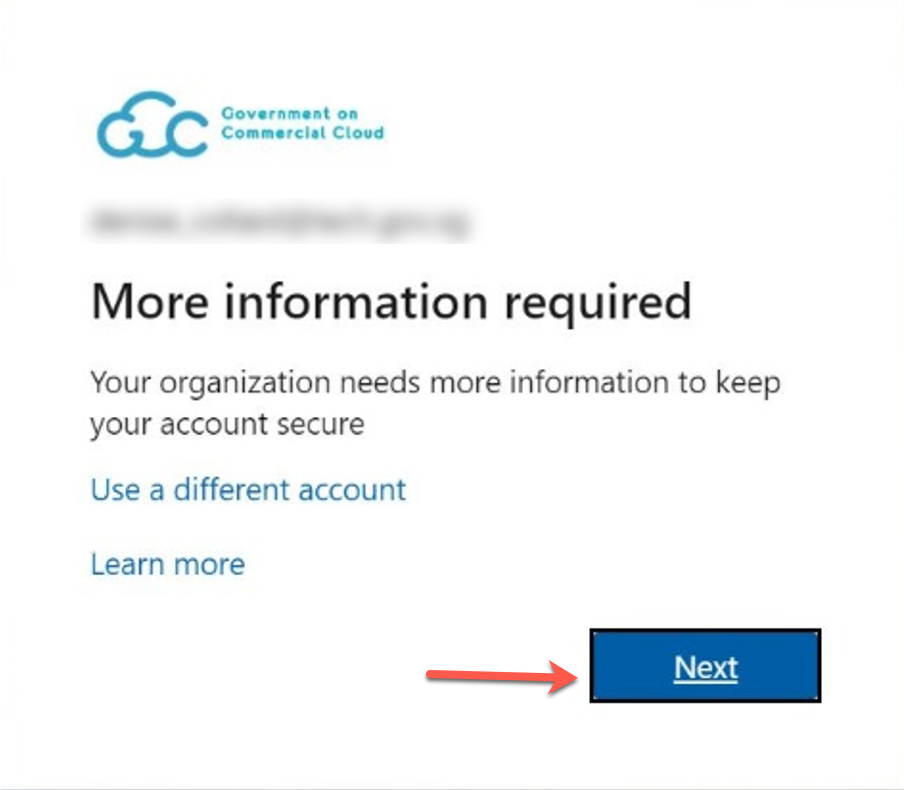 GCC
Government on
Commercial Cloud
More information required
Your organization needs more information to keep
your account secure
Use a different account
Learn more
Next